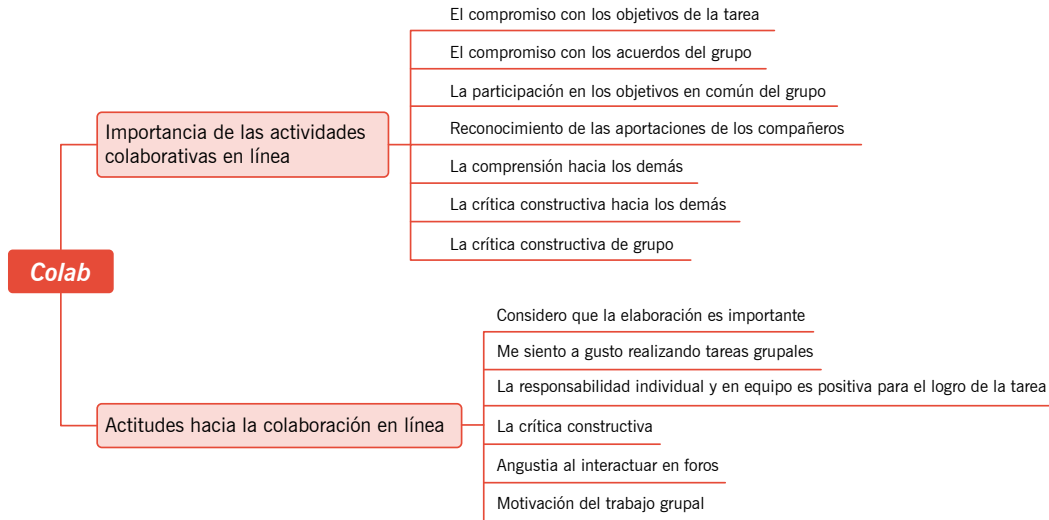 El compromiso con los objetivos de la tarea
El compromiso con los acuerdos del grupo
La participación en los objetivos en común del grupo
Importancia de las actividades
colaborativas en línea
Reconocimiento de las aportaciones de los compañeros
La comprensión hacia los demás
La crítica constructiva hacia los demás
La crítica constructiva de grupo
Colab
Considero que la elaboración es importante
Me siento a gusto realizando tareas grupales
La responsabilidad individual y en equipo es positiva para el logro de la tarea
Actitudes hacia la colaboración en línea
La crítica constructiva
Angustia al interactuar en foros
Motivación del trabajo grupal